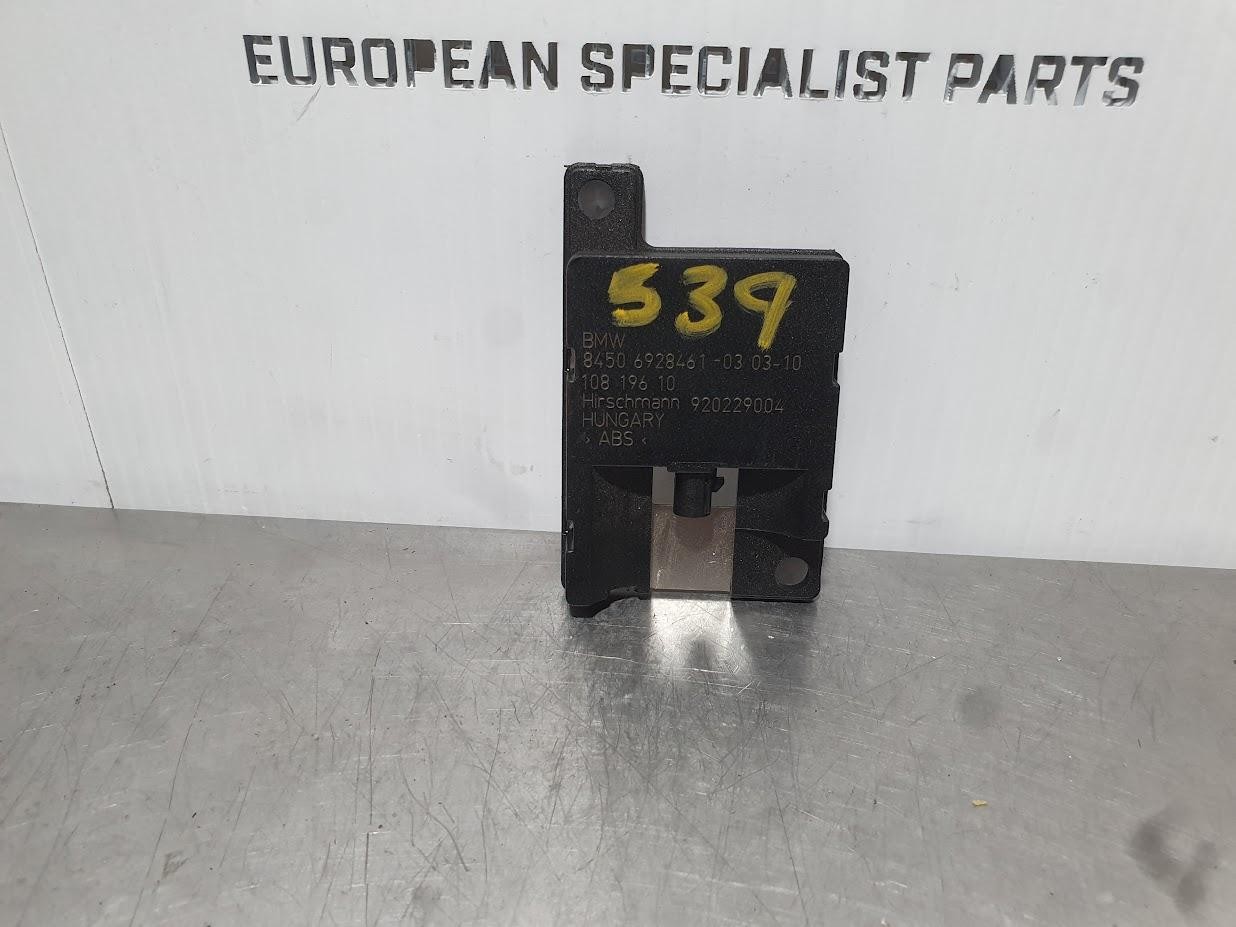 EUROPEAN SPECIALIST PARTS
539
BMW
8450 6928461-03 03-10
108 196 10
Hirschmann 920229004
HUNGARY
> ABS <